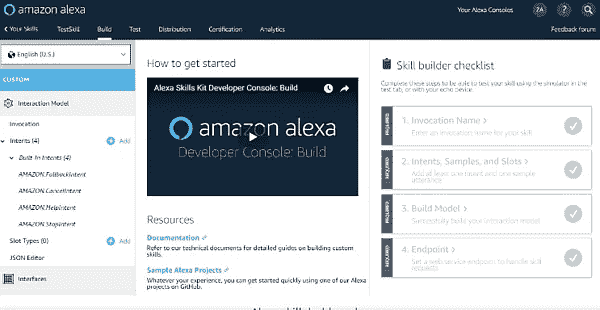 amazon alexa
Your Alexa Consoles
ZA
?
Your Skills
TestSkill
Build
Test
Distribution
Certification
Analytics
Feedback forum
English (U.S.)
CUSTOM
Interaction Model
Invocation
Intents (4)
Add
Built-In Intents (4)
AMAZON.FallbackIntent
AMAZON.CancelIntent
AMAZON.HelpIntent
AMAZON.StopIntent
Slot Types (0)
Add
JSON Editor
Interfaces
How to get started
Alexa Skills Kit Developer Console: Build
amazon alexa
Developer Console: Build
Resources
Documentation
Refer to our technical documents for detailed guides on building custom
skills.
Sample Alexa Projects
Whatever your experience, you can get started quickly using one of our Alexa
projects on GitHub.
Skill builder checklist
Complete these steps to be able to test your skill using the simulator in the
test tab, or with your echo device
REQUIRED
1. Invocation Name >
Enter an invocation name for your skill
REQUIRED
2. Intents, Samples, and Slots >
Add at least one intent and one sample
utterance
REQUIRED
3. Build Model >
Successfully build your interaction model
REQUIRED
4. Endpoint >
Set a web service endpoint to handle skill
requests